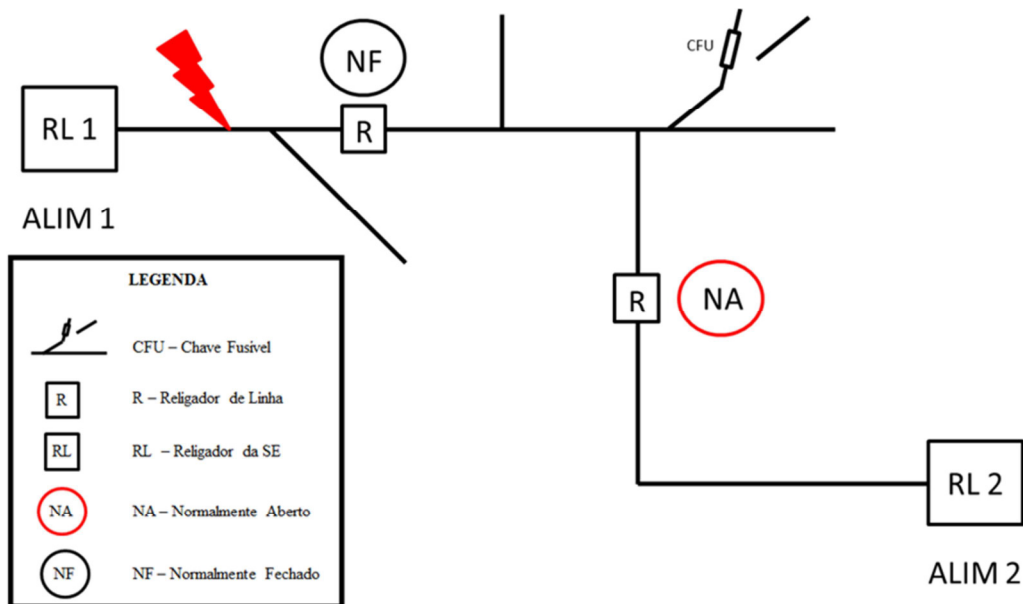 NF
CFU
RL 1
R
ALIM 1
R
NA
LEGENDA
CFU – Chave Fusível
R
R – Religador de Linha
RL
RL – Religador da SE
NA
NA – Normalmente Aberto
NF
NF – Normalmente Fechado
RL 2
ALIM 2